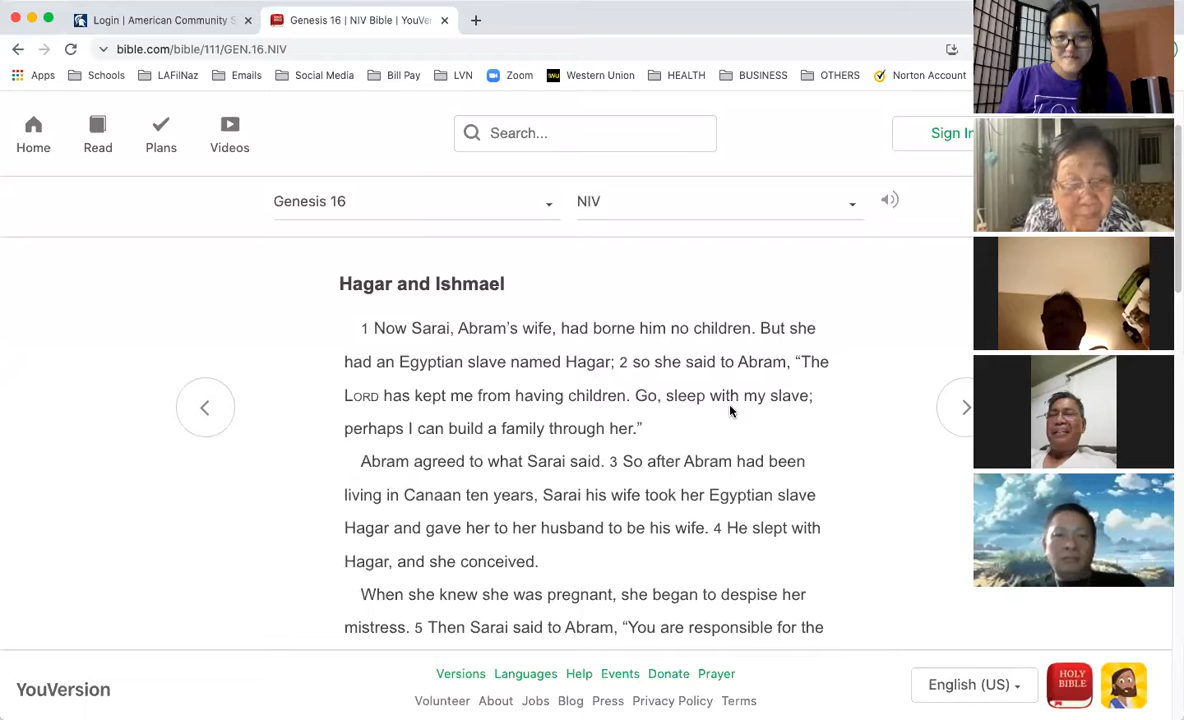 Login | American Community S
Genesis 16 | NIV Bible | YouVer
bible.com/bible/111/GEN.16.NIV
Apps Schools LAFilNaz Emails Social Media Bill Pay LVN Zoom Western Union HEALTH BUSINESS OTHERS Norton Account
Home Read Plans Videos
Search...
Sign In
Genesis 16
NIV
Hagar and Ishmael
1 Now Sarai, Abram’s wife, had borne him no children. But she
had an Egyptian slave named Hagar; 2 so she said to Abram, “The
LORD has kept me from having children. Go, sleep with my slave;
perhaps I can build a family through her.”
Abram agreed to what Sarai said. 3 So after Abram had been
living in Canaan ten years, Sarai his wife took her Egyptian slave
Hagar and gave her to her husband to be his wife. 4 He slept with
Hagar, and she conceived.
When she knew she was pregnant, she began to despise her
mistress. 5 Then Sarai said to Abram, “You are responsible for the
YouVersion
Versions Languages Help Events Donate Prayer
Volunteer About Jobs Blog Press Privacy Policy Terms
English (US)
HOLY
BIBLE